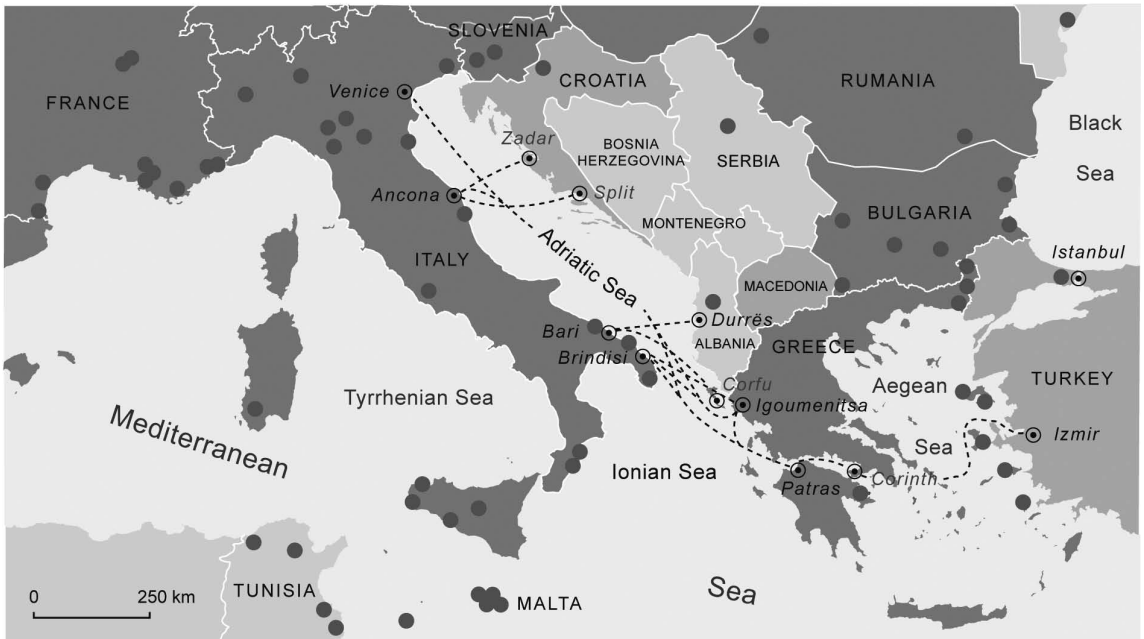 SLOVENIA
FRANCE
Venice
CROATIA
RUMANIA
Black
Sea
Zadar
BOSNIA
HERZEGOVINA
SERBIA
Ancona
Split
MONTENEGRO
BULGARIA
ITALY
Adriatic Sea
MACEDONIA
Istanbul
Bari
Durrës
ALBANIA
GREECE
Brindisi
Corfu
Igoumenitsa
Aegean
Sea
TURKEY
Tyrrhenian Sea
Mediterranean
Izmir
Ionian Sea
Patras
Corinth
TUNISIA
0 250 km
MALTA
Sea